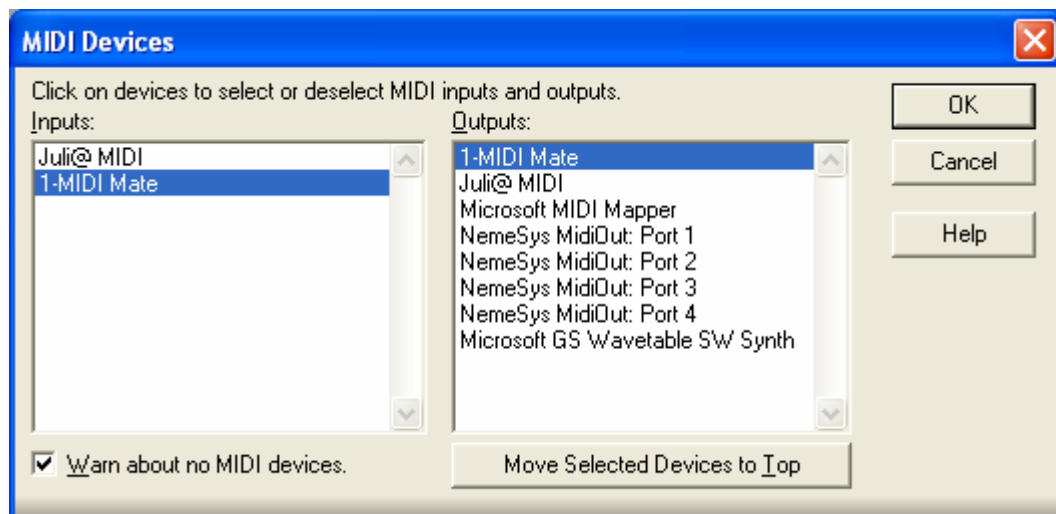 MIDI Devices
Click on devices to select or deselect MIDI inputs and outputs.
Inputs:
Juli@ MIDI
1-MIDI Mate
Outputs:
1-MIDI Mate
Juli@ MIDI
Microsoft MIDI Mapper
NemeSys MidiOut: Port 1
NemeSys MidiOut: Port 2
NemeSys MidiOut: Port 3
NemeSys MidiOut: Port 4
Microsoft GS Wavetable SW Synth
OK
Cancel
Help
Warn about no MIDI devices.
Move Selected Devices to Top